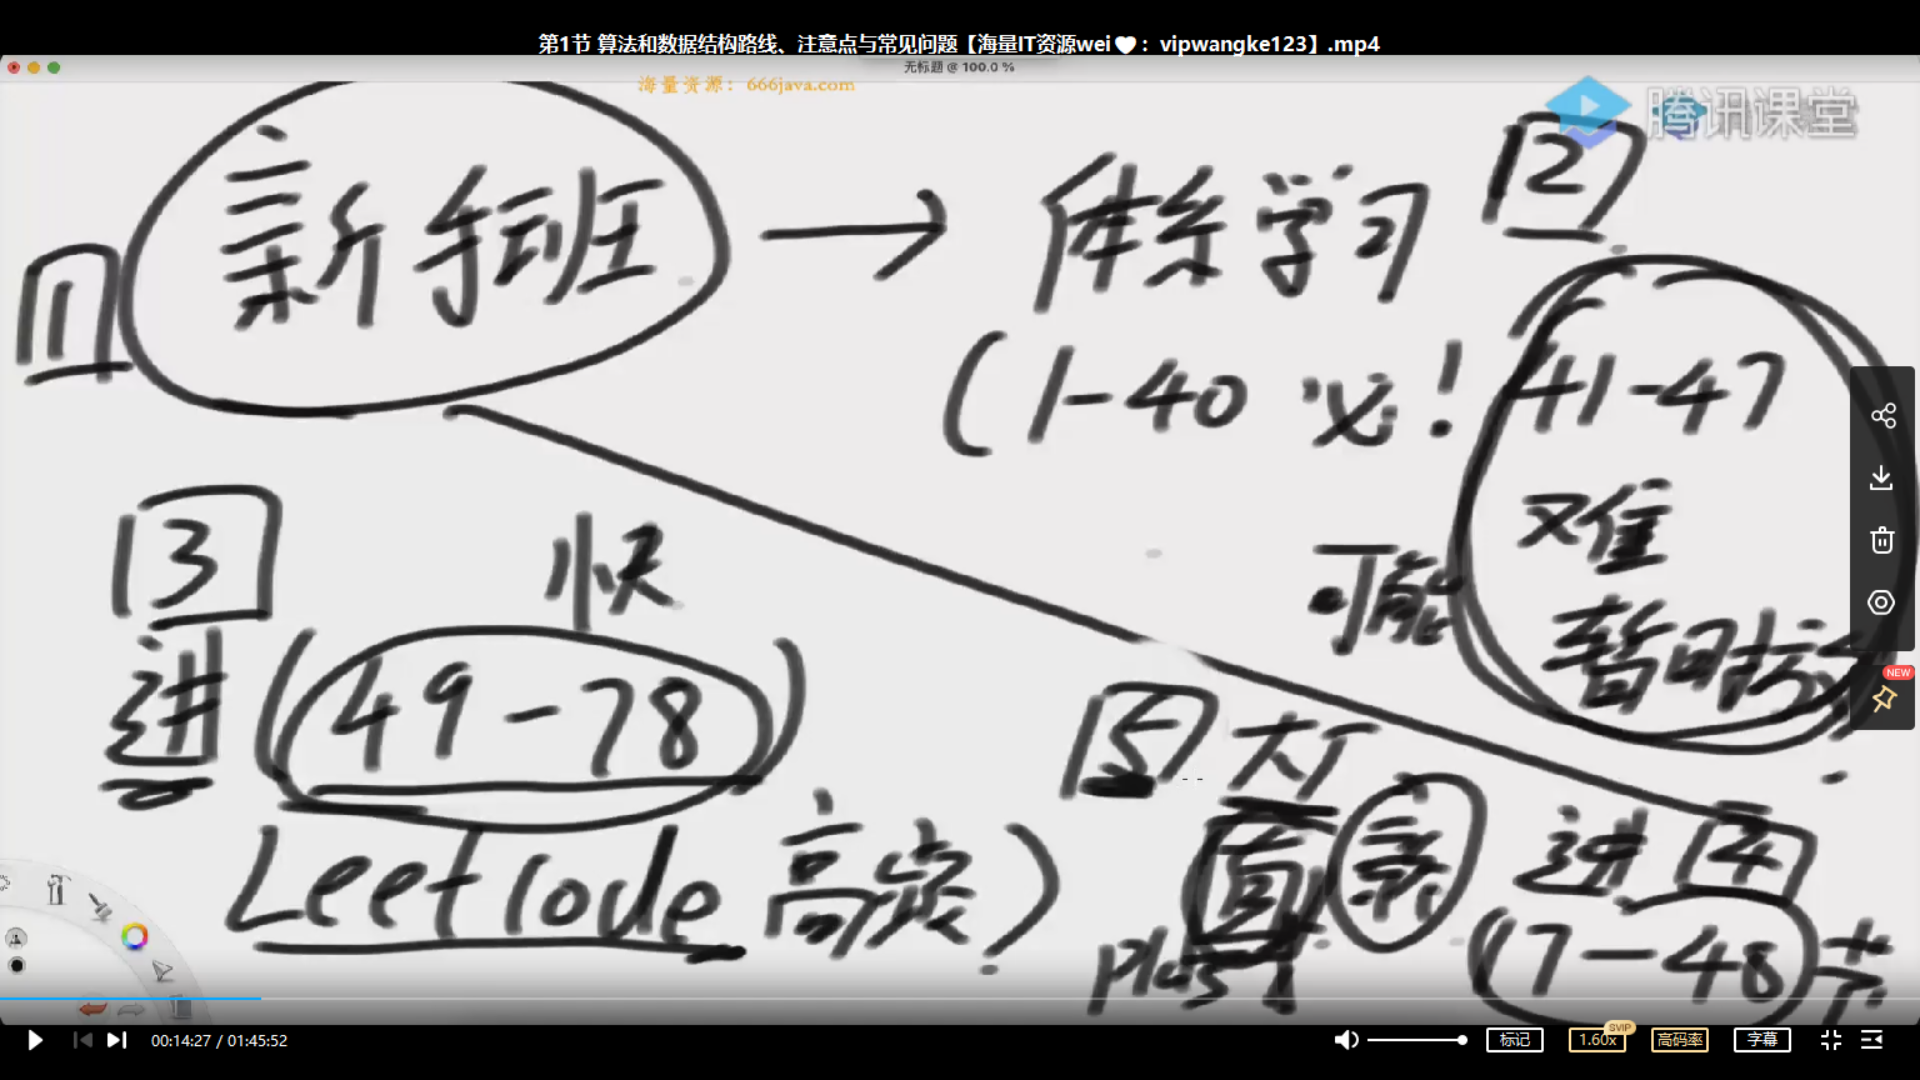 第1节 算法和数据结构路线、注意点与常见问题【海量IT资源wei🤍：vipwangke123】.mp4
无标题 @ 100.0 %
海量资源：666java.com
腾讯课堂
1 新手班 → 体系学习 2
(1-40 必! 41-47
难
可能 暂时放
3 快
进 (49-78)
Leetcode 高频)
5 大厂
新 进 4
plus
17-48 节
NEW
00:14:27 / 01:45:52
标记
SVIP
1.60x
高码率
字幕